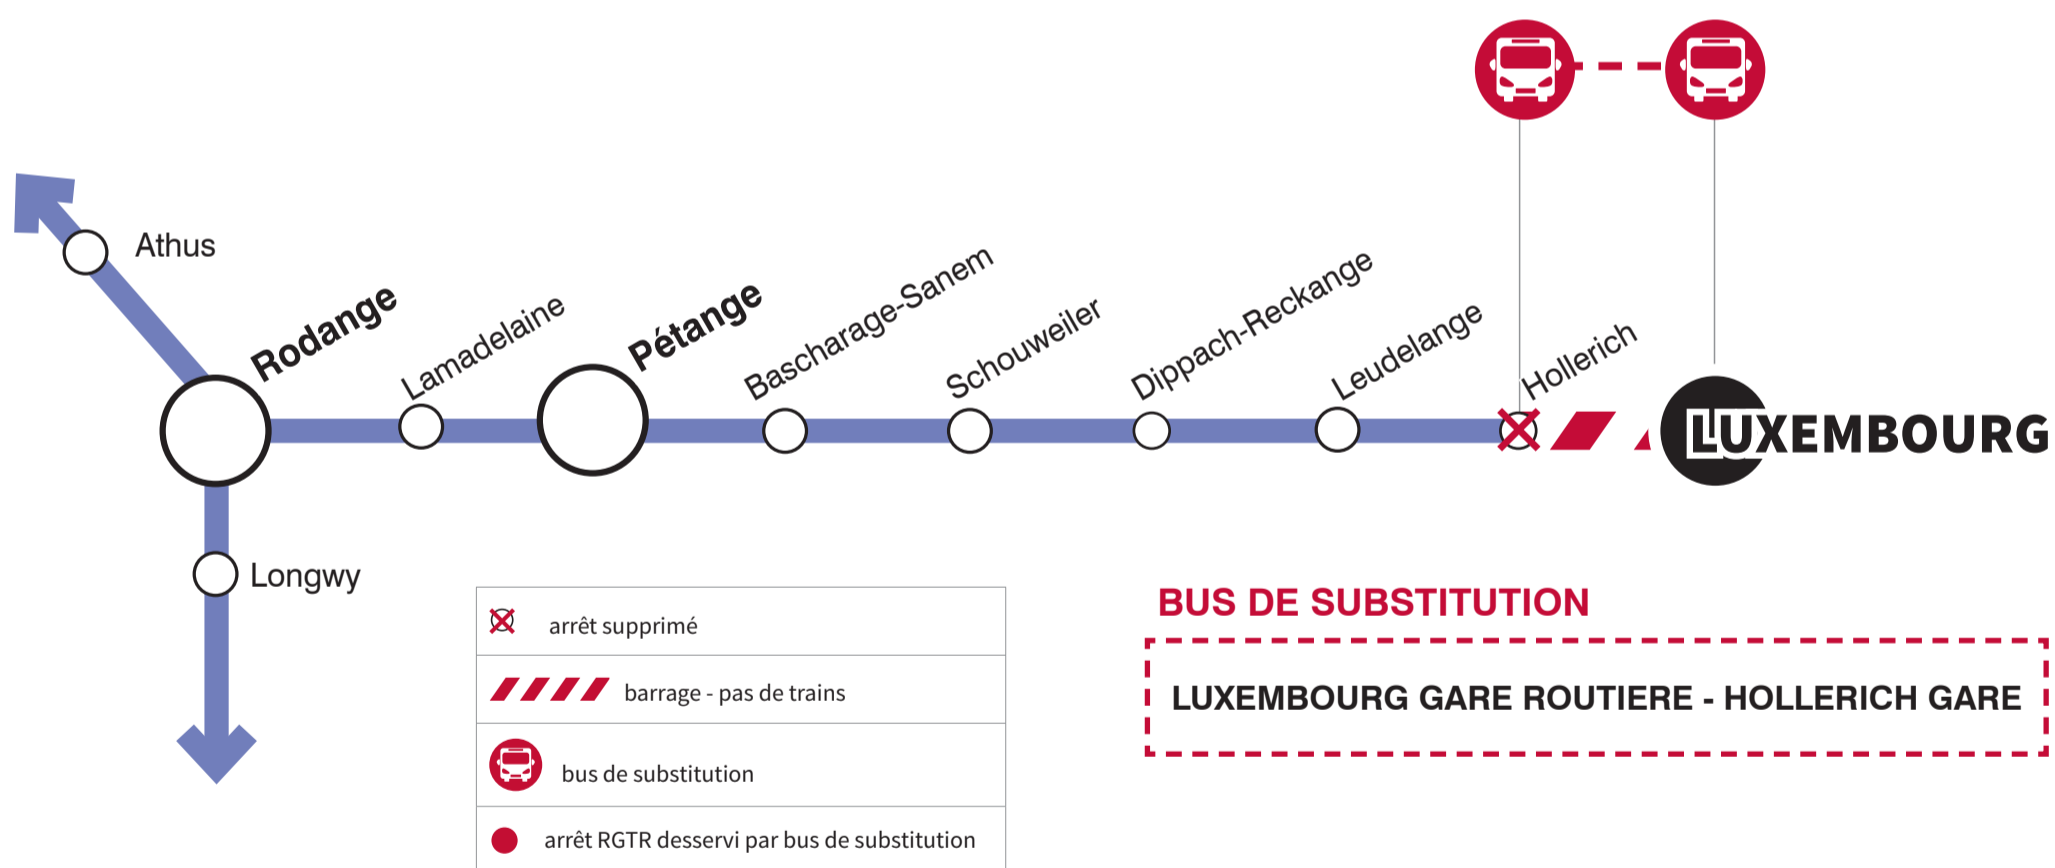 Athus
Rodange
Lamadelaine
Pétange
Bascharage-Sanem
Schouweiler
Dippach-Reckange
Leudelange
Hollerich
LUXEMBOURG
Longwy
arrêt supprimé
barrage - pas de trains
bus de substitution
arrêt RGTR desservi par bus de substitution
BUS DE SUBSTITUTION
LUXEMBOURG GARE ROUTIERE - HOLLERICH GARE